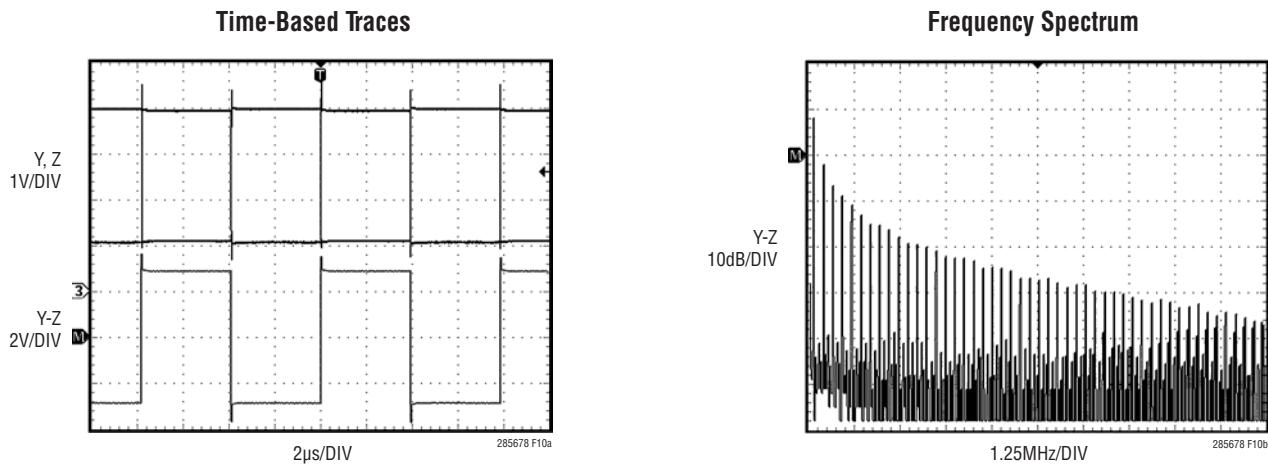 Time-Based Traces
T
Y, Z
1V/DIV
3
Y-Z
2V/DIV
M
2µs/DIV
285678 F10a
Frequency Spectrum
M
Y-Z
10dB/DIV
1.25MHz/DIV
285678 F10b